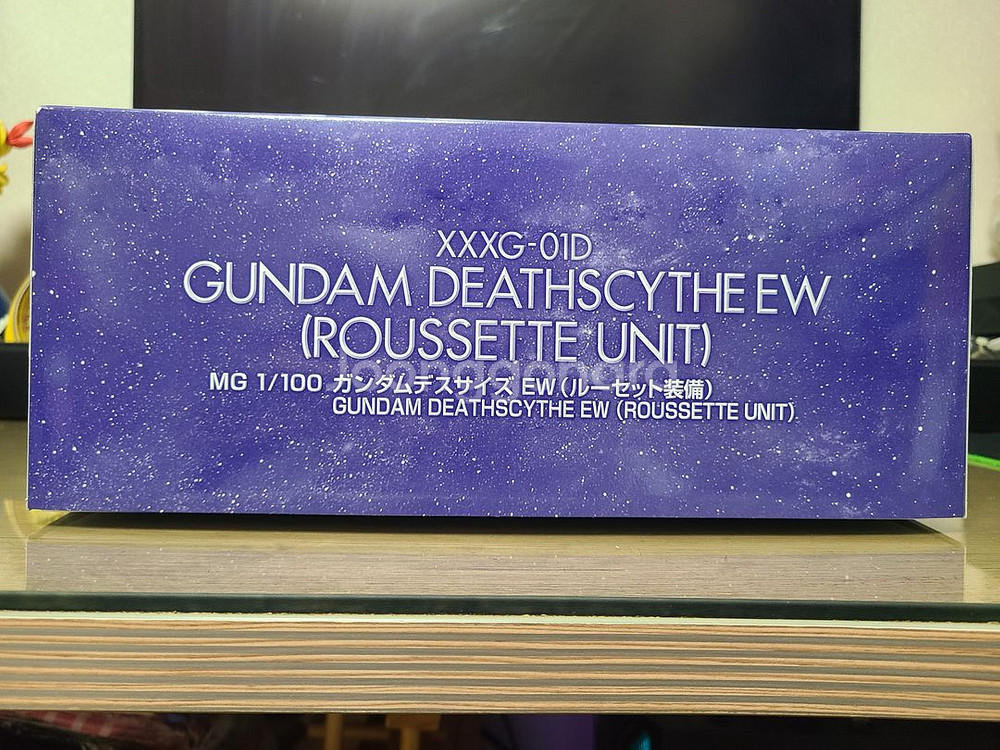 XXXG-01D
GUNDAM DEATHSCYTHE EW
(ROUSSETTE UNIT)
joonggonara
MG 1/100 ガンダムデスサイズ EW(ルーセット装備)
GUNDAM DEATHSCYTHE EW (ROUSSETTE UNIT)